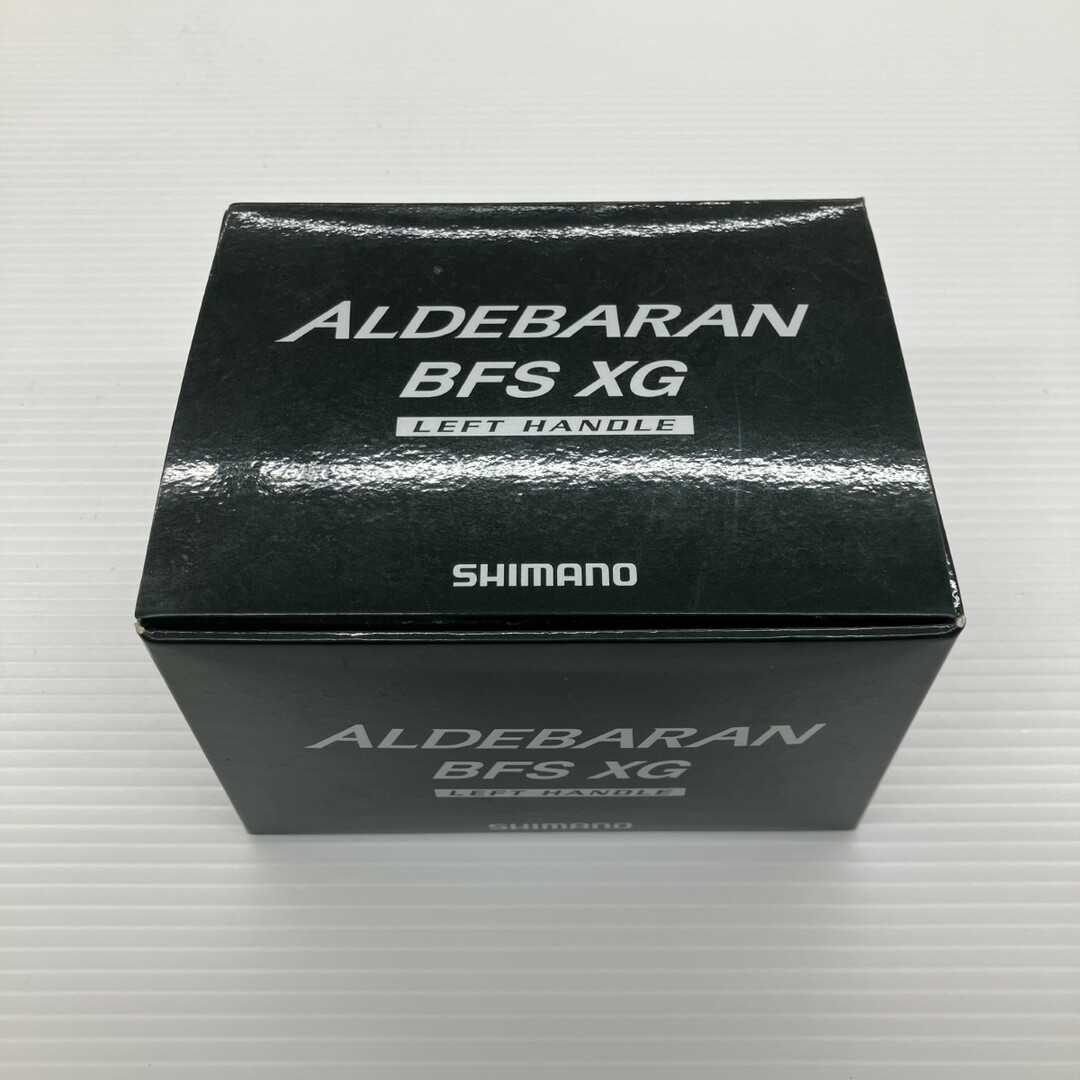 ALDEBARAN
BFS XG
LEFT HANDLE
SHIMANO
ALDEBARAN
BFS XG
LEFT HANDLE
SHIMANO